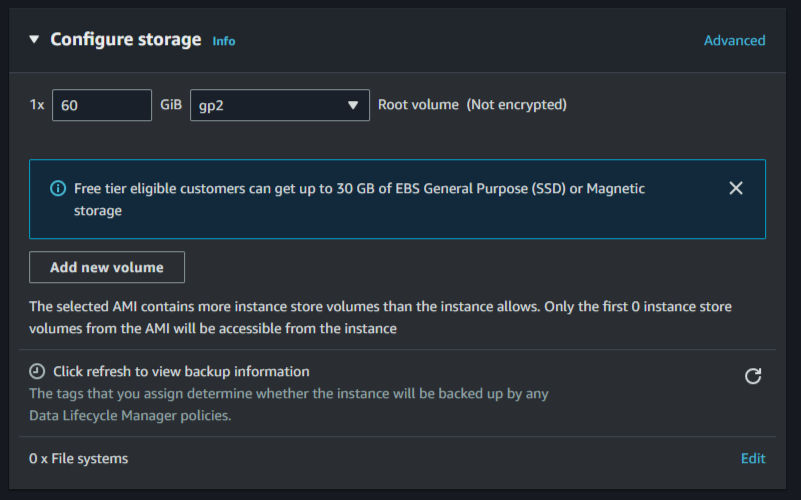 Configure storage Info Advanced
1x 60 GiB gp2 Root volume (Not encrypted)
Free tier eligible customers can get up to 30 GB of EBS General Purpose (SSD) or Magnetic
storage
Add new volume
The selected AMI contains more instance store volumes than the instance allows. Only the first 0 instance store
volumes from the AMI will be accessible from the instance
Click refresh to view backup information
The tags that you assign determine whether the instance will be backed up by any
Data Lifecycle Manager policies.
0 x File systems Edit